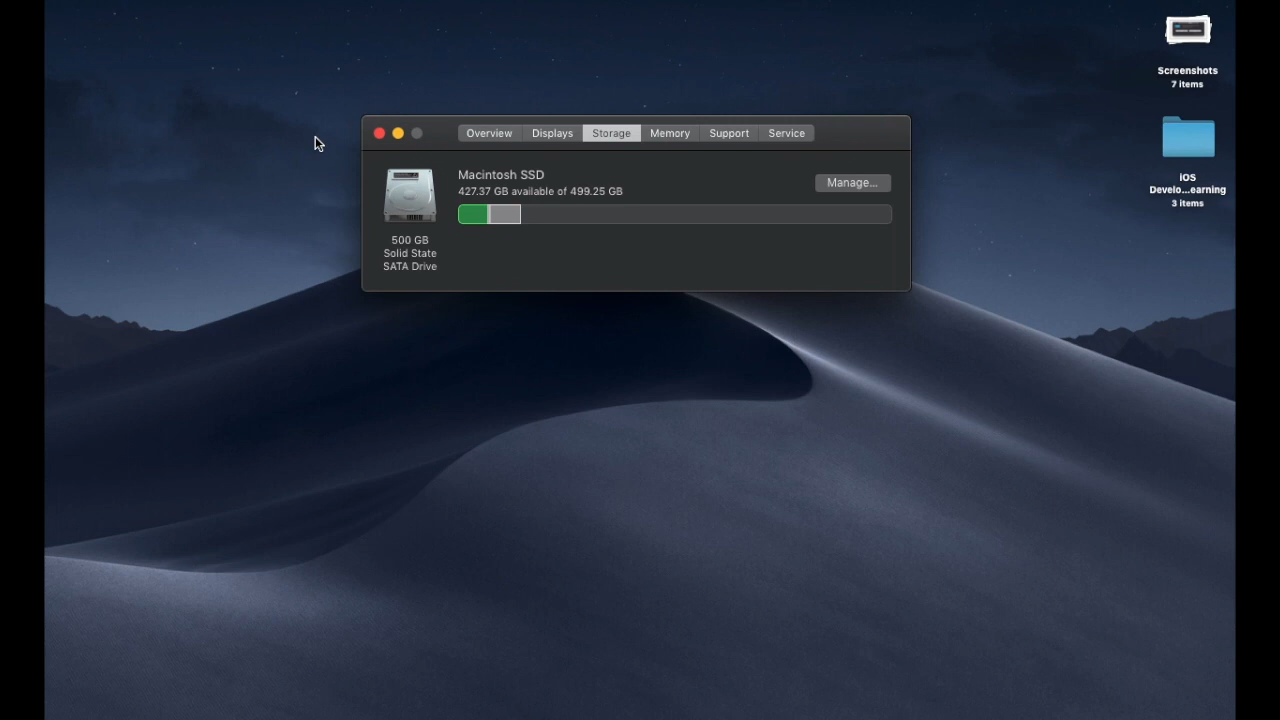 Overview Displays Storage Memory Support Service
Macintosh SSD
427.37 GB available of 499.25 GB
Manage...
500 GB
Solid State
SATA Drive
Screenshots
7 items
iOS
Develo...earning
3 items